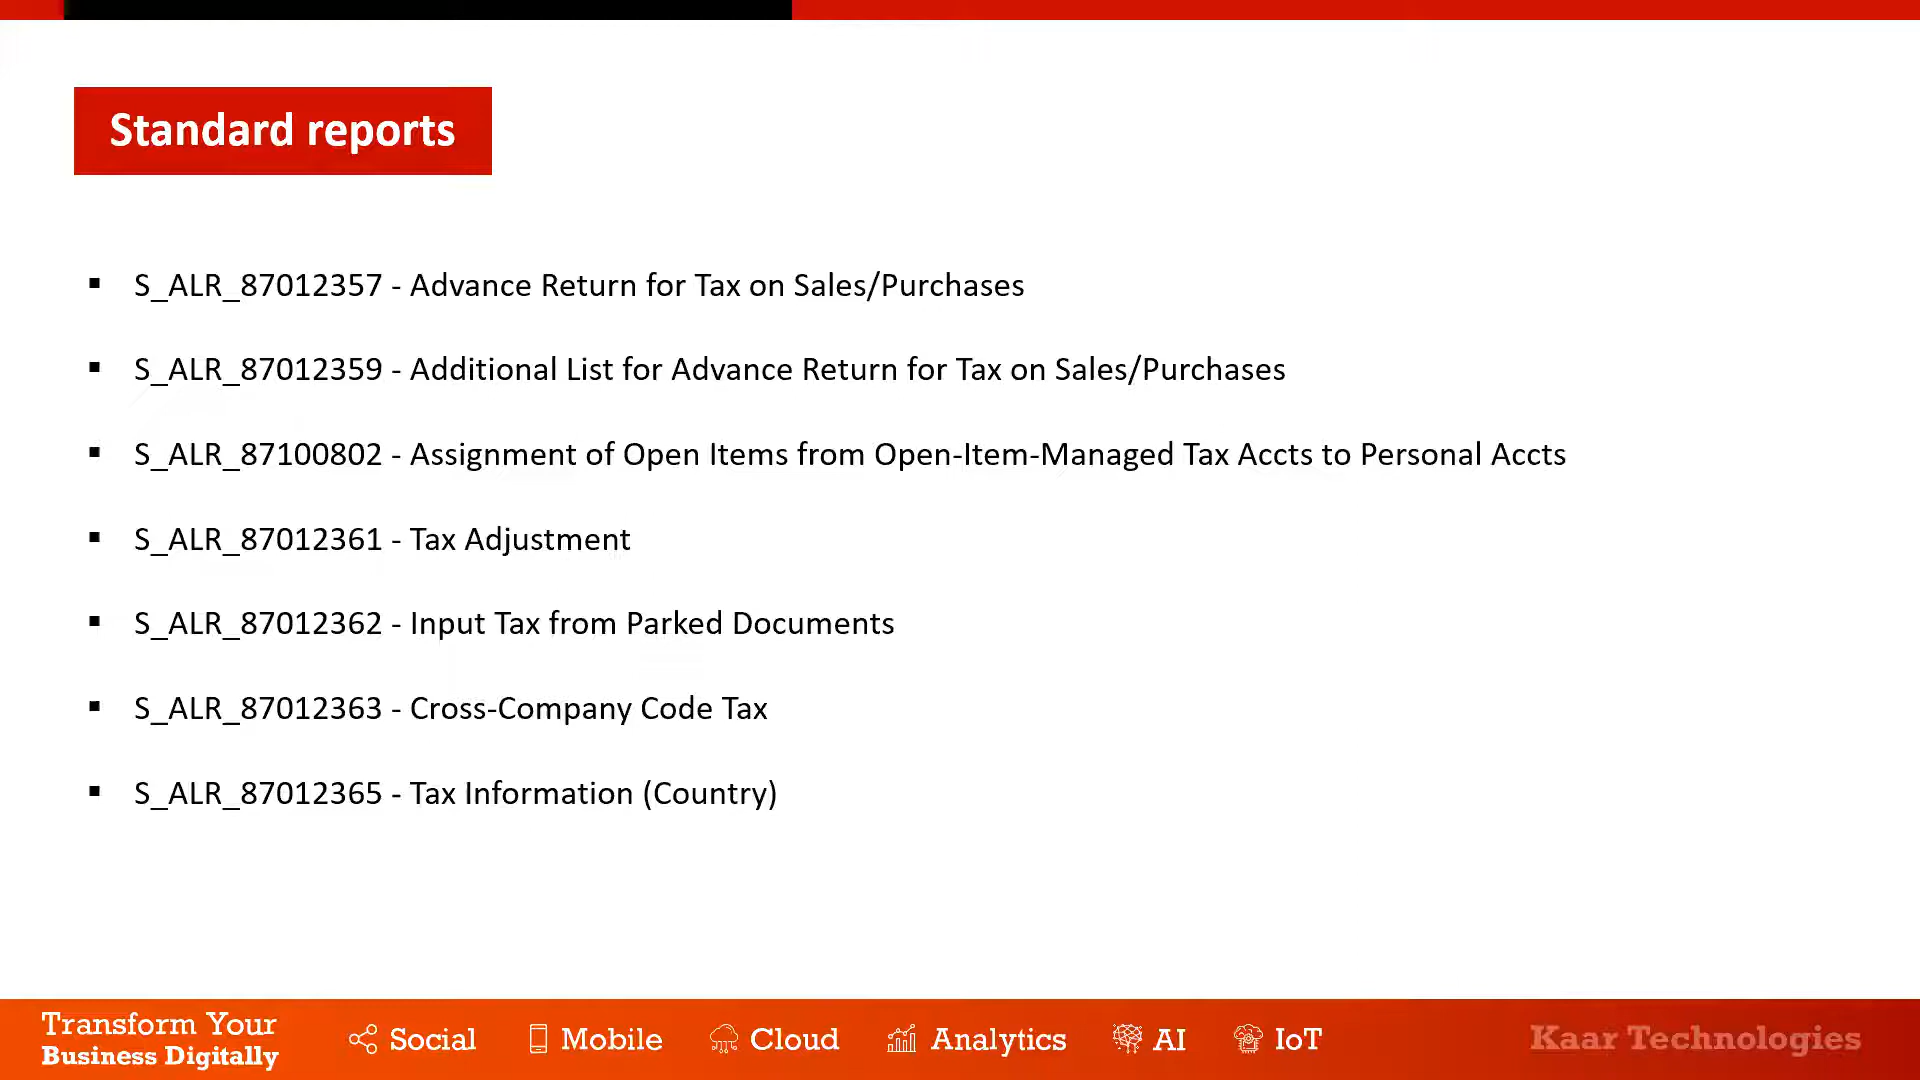 Standard reports
▪ S_ALR_87012357 - Advance Return for Tax on Sales/Purchases
▪ S_ALR_87012359 - Additional List for Advance Return for Tax on Sales/Purchases
▪ S_ALR_87100802 - Assignment of Open Items from Open-Item-Managed Tax Accts to Personal Accts
▪ S_ALR_87012361 - Tax Adjustment
▪ S_ALR_87012362 - Input Tax from Parked Documents
▪ S_ALR_87012363 - Cross-Company Code Tax
▪ S_ALR_87012365 - Tax Information (Country)
Transform Your
Business Digitally
Social Mobile Cloud Analytics AI IoT
Kaar Technologies